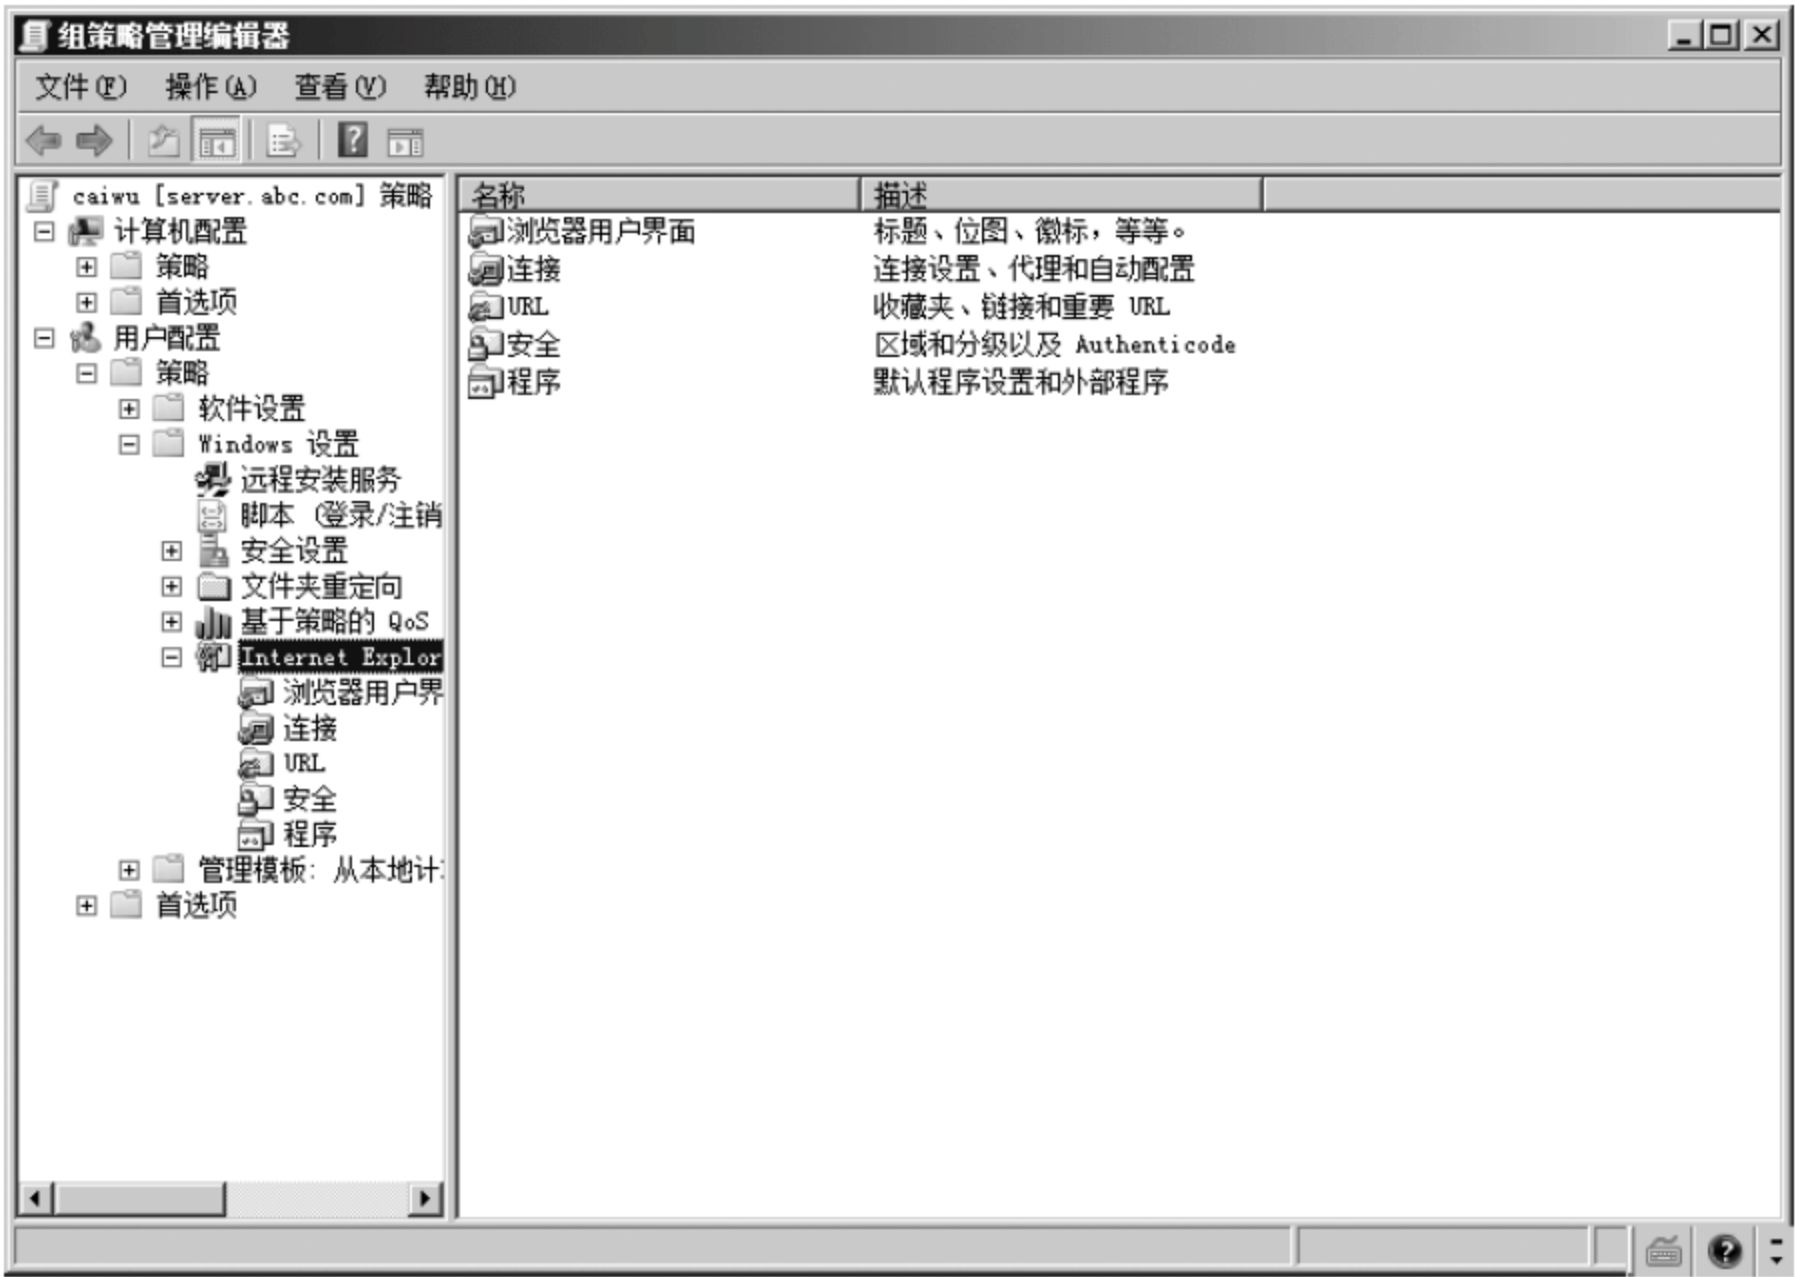 组策略管理编辑器
文件(F) 操作(A) 查看(V) 帮助(H)
caiwu [server.abc.com] 策略
计算机配置
策略
首选项
用户配置
策略
软件设置
Windows 设置
远程安装服务
脚本 (登录/注销
安全设置
文件夹重定向
基于策略的 QoS
Internet Explor
浏览器用户界
连接
URL
安全
程序
管理模板: 从本地计
首选项
名称 描述
浏览器用户界面 标题、位图、徽标，等等。
连接 连接设置、代理和自动配置
URL 收藏夹、链接和重要 URL
安全 区域和分级以及 Authenticode
程序 默认程序设置和外部程序